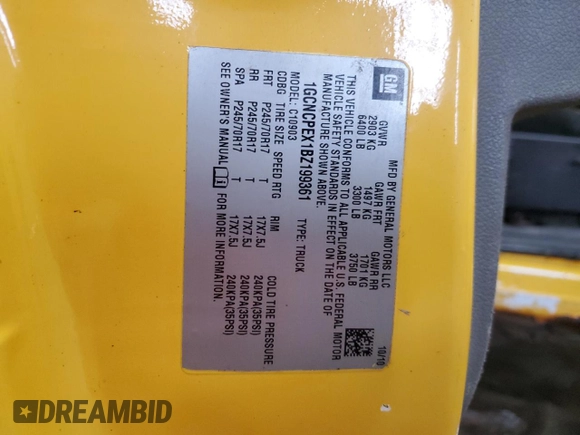 GM
MFD BY GENERAL MOTORS LLC
10/10
GVWR GAWR FRT GAWR RR
2903 KG 1497 KG 1701 KG
6400 LB 3300 LB 3750 LB
THIS VEHICLE CONFORMS TO ALL APPLICABLE U.S. FEDERAL MOTOR
VEHICLE SAFETY STANDARDS IN EFFECT ON THE DATE OF
MANUFACTURE SHOWN ABOVE.
1GCNCPEX1BZ199361 TYPE: TRUCK
MODEL: C10903
CDBG TIRE SIZE SPEED RTG RIM COLD TIRE PRESSURE
FRT P245/70R17 T 17X7.5J 240KPA(35PSI)
RR P245/70R17 T 17X7.5J 240KPA(35PSI)
SPA P245/70R17 T 17X7.5J 240KPA(35PSI)
SEE OWNER'S MANUAL FOR MORE INFORMATION.
DREAMBID